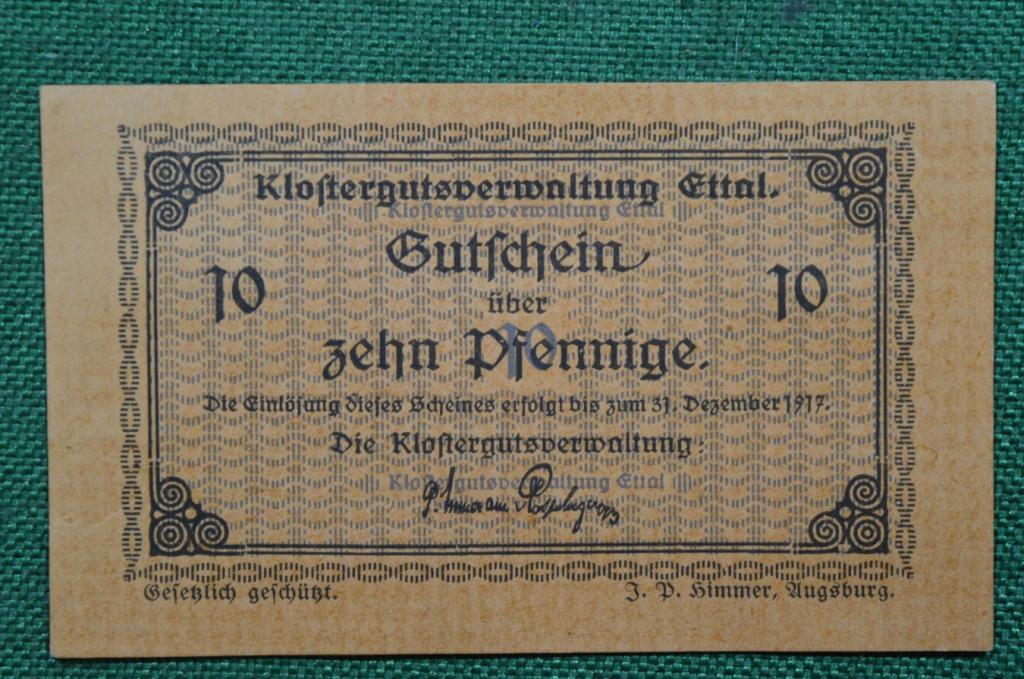 Klostergutsverwaltung Ettal.
Klostergutsverwaltung Ettal
Gutschein
10 über 10
zehn Pfennige.
10
Die Einlösung dieses Scheines erfolgt bis zum 31. Dezember 1917.
Die Klostergutsverwaltung:
Klostergutsverwaltung Ettal
Gesetzlich geschützt. J. P. Himmer, Augsburg.